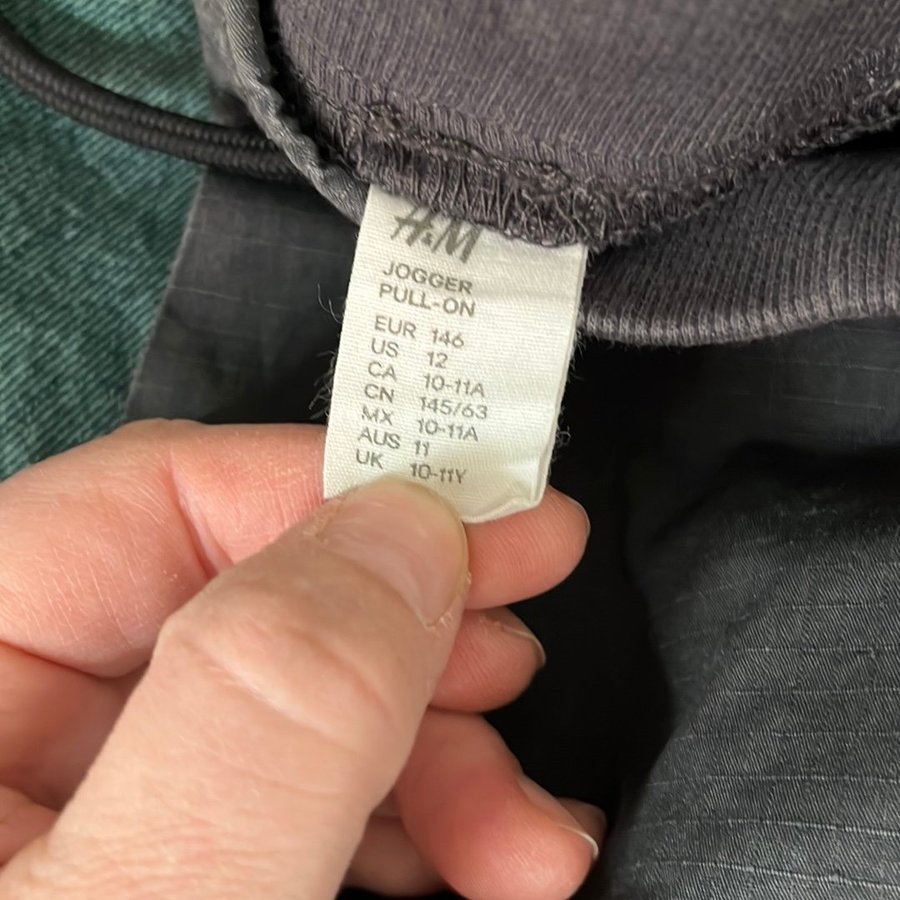 H&M
JOGGER
PULL-ON
EUR 146
US 12
CA 10-11A
CN 145/63
MX 10-11A
AUS 11
UK 10-11Y